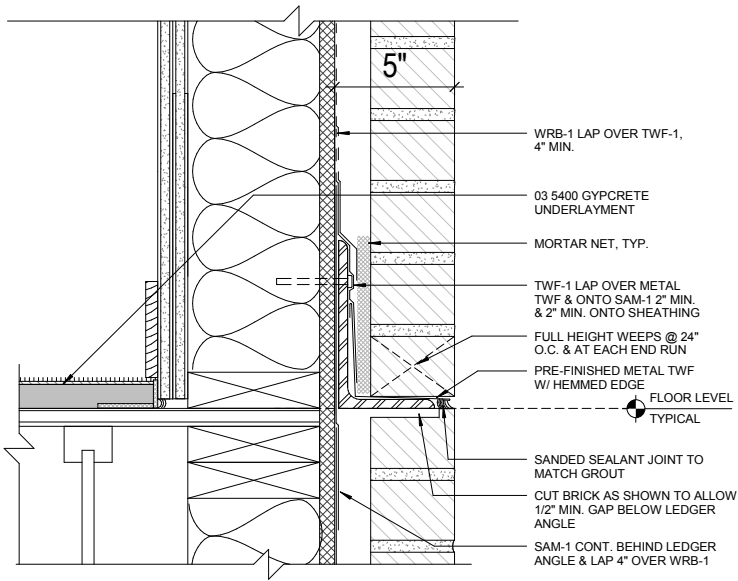 5"
WRB-1 LAP OVER TWF-1,
4" MIN.
03 5400 GYPCRETE
UNDERLAYMENT
MORTAR NET, TYP.
TWF-1 LAP OVER METAL
TWF & ONTO SAM-1 2" MIN.
& 2" MIN. ONTO SHEATHING
FULL HEIGHT WEEPS @ 24"
O.C. & AT EACH END RUN
PRE-FINISHED METAL TWF
W/ HEMMED EDGE
FLOOR LEVEL
TYPICAL
SANDED SEALANT JOINT TO
MATCH GROUT
CUT BRICK AS SHOWN TO ALLOW
1/2" MIN. GAP BELOW LEDGER
ANGLE
SAM-1 CONT. BEHIND LEDGER
ANGLE & LAP 4" OVER WRB-1